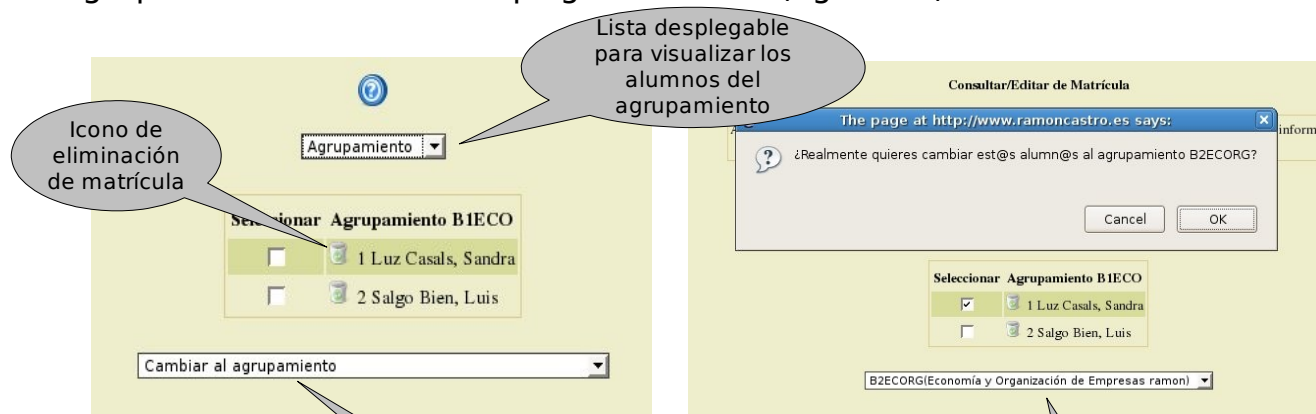 Lista desplegable
para visualizar los
alumnos del
agrupamiento
Icono de
eliminación
de matrícula
Agrupamiento
Seleccionar Agrupamiento B1ECO
1 Luz Casals, Sandra
2 Salgo Bien, Luis
Cambiar al agrupamiento
Consultar/Editar de Matrícula
The page at http://www.ramoncastro.es says:
inform
¿Realmente quieres cambiar est@s alumn@s al agrupamiento B2ECORG?
Cancel OK
Seleccionar Agrupamiento B1ECO
1 Luz Casals, Sandra
2 Salgo Bien, Luis
B2ECORG(Economía y Organización de Empresas ramon)